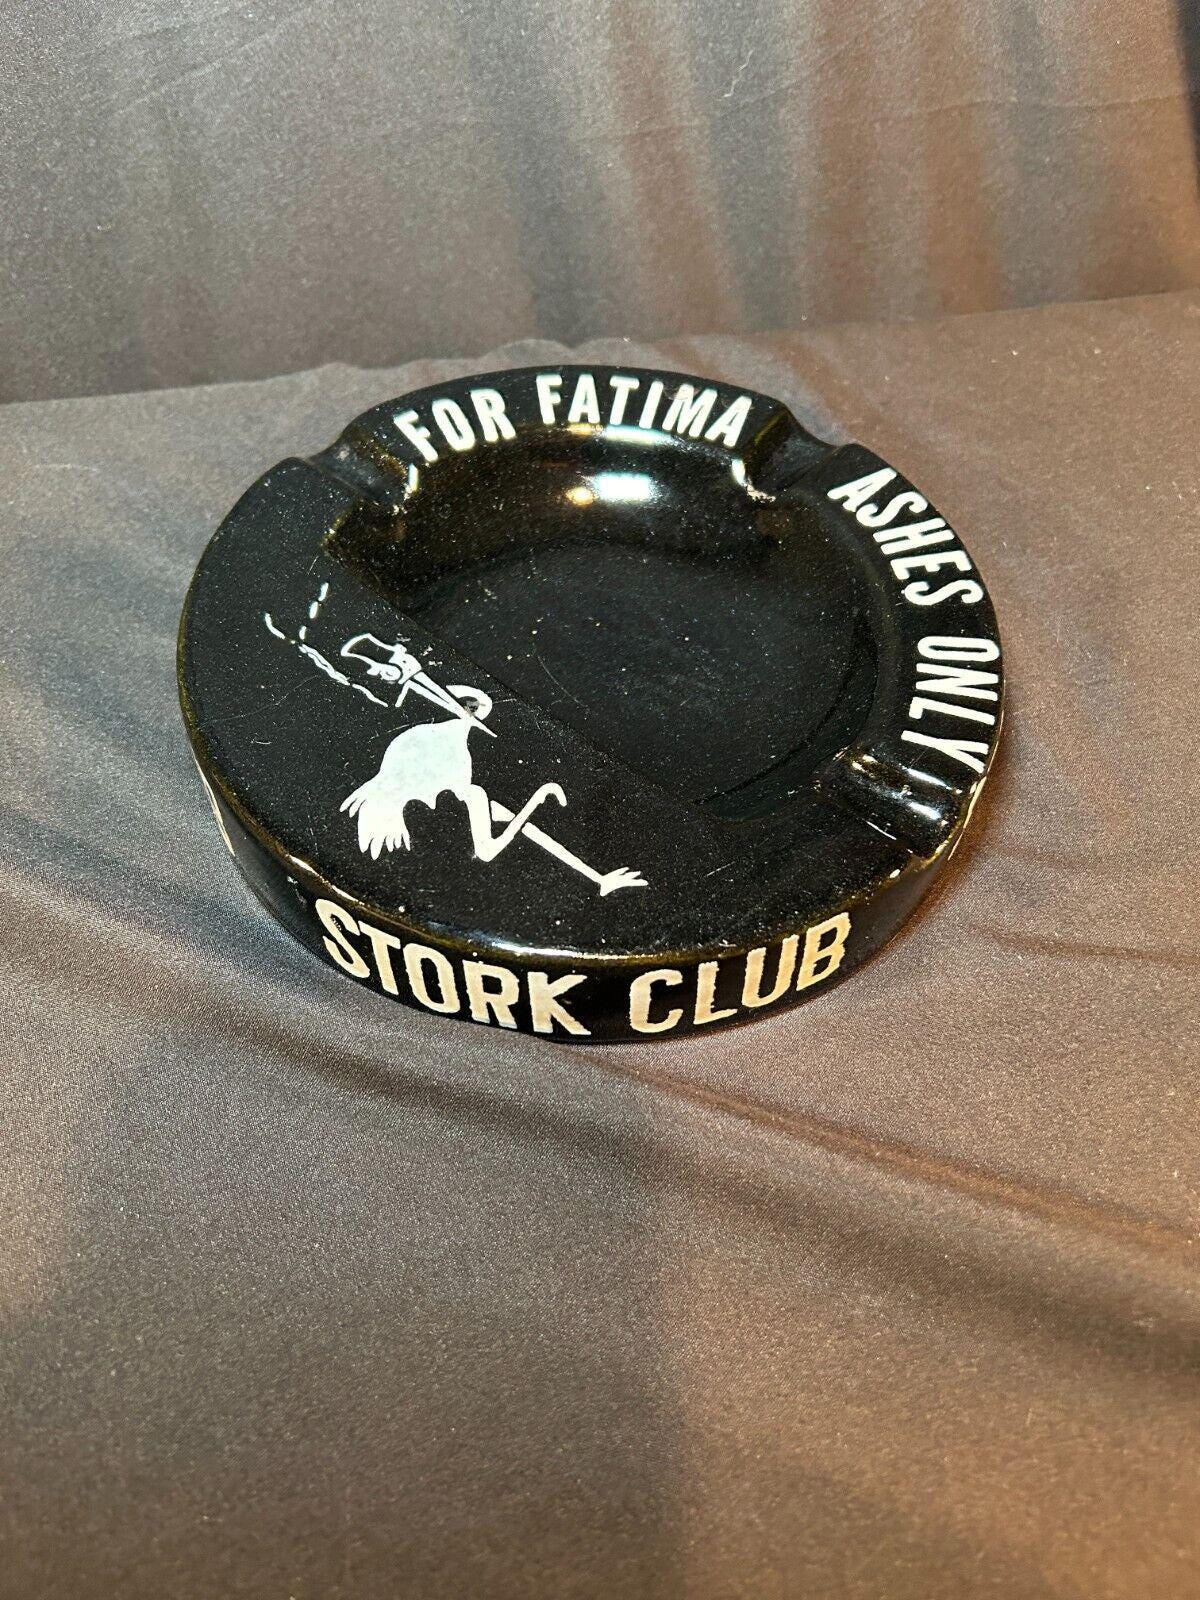 FOR FATIMA
ASHES ONLY
STORK CLUB